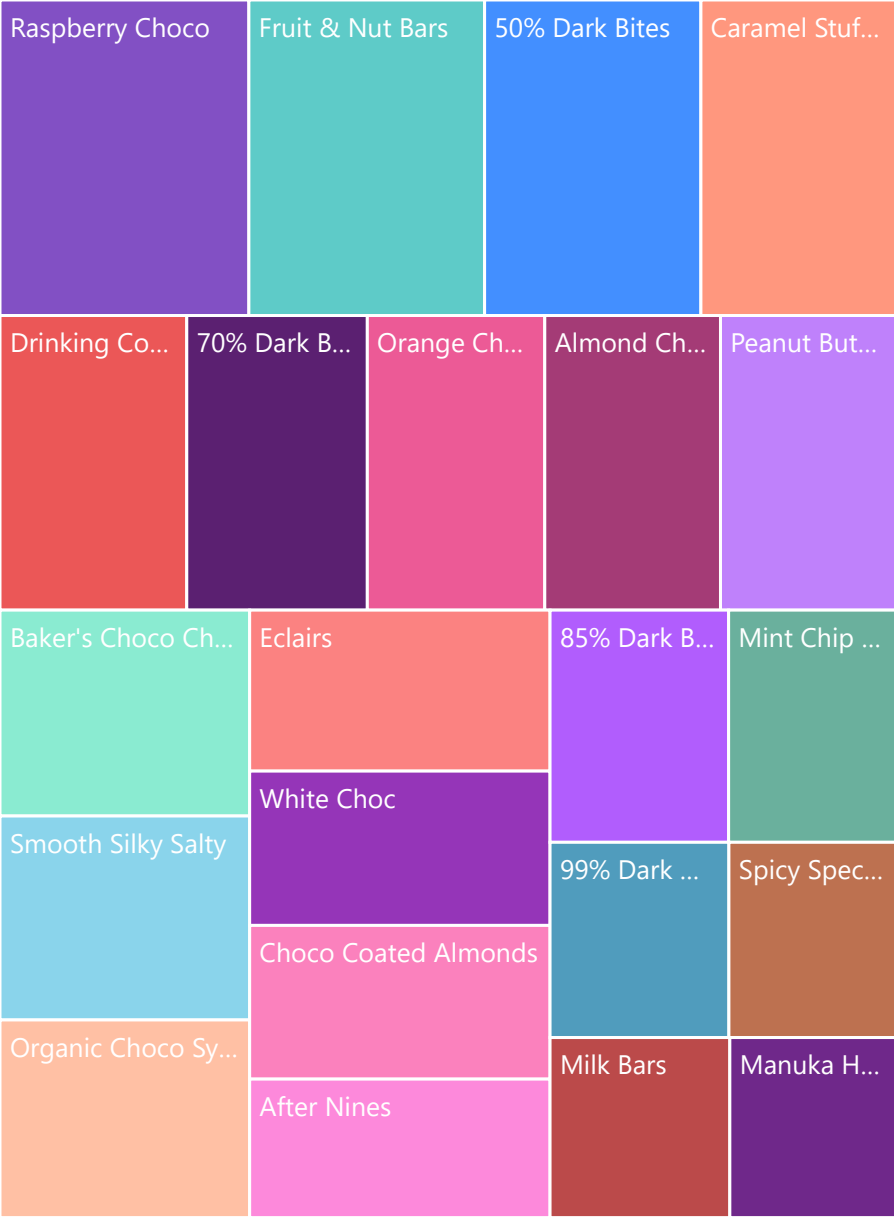 Raspberry Choco
Fruit & Nut Bars
50% Dark Bites
Caramel Stuf...
Drinking Co...
70% Dark B...
Orange Ch...
Almond Ch...
Peanut But...
Baker's Choco Ch...
Eclairs
85% Dark B...
Mint Chip ...
White Choc
Smooth Silky Salty
99% Dark ...
Spicy Spec...
Choco Coated Almonds
Organic Choco Sy...
Milk Bars
Manuka H...
After Nines